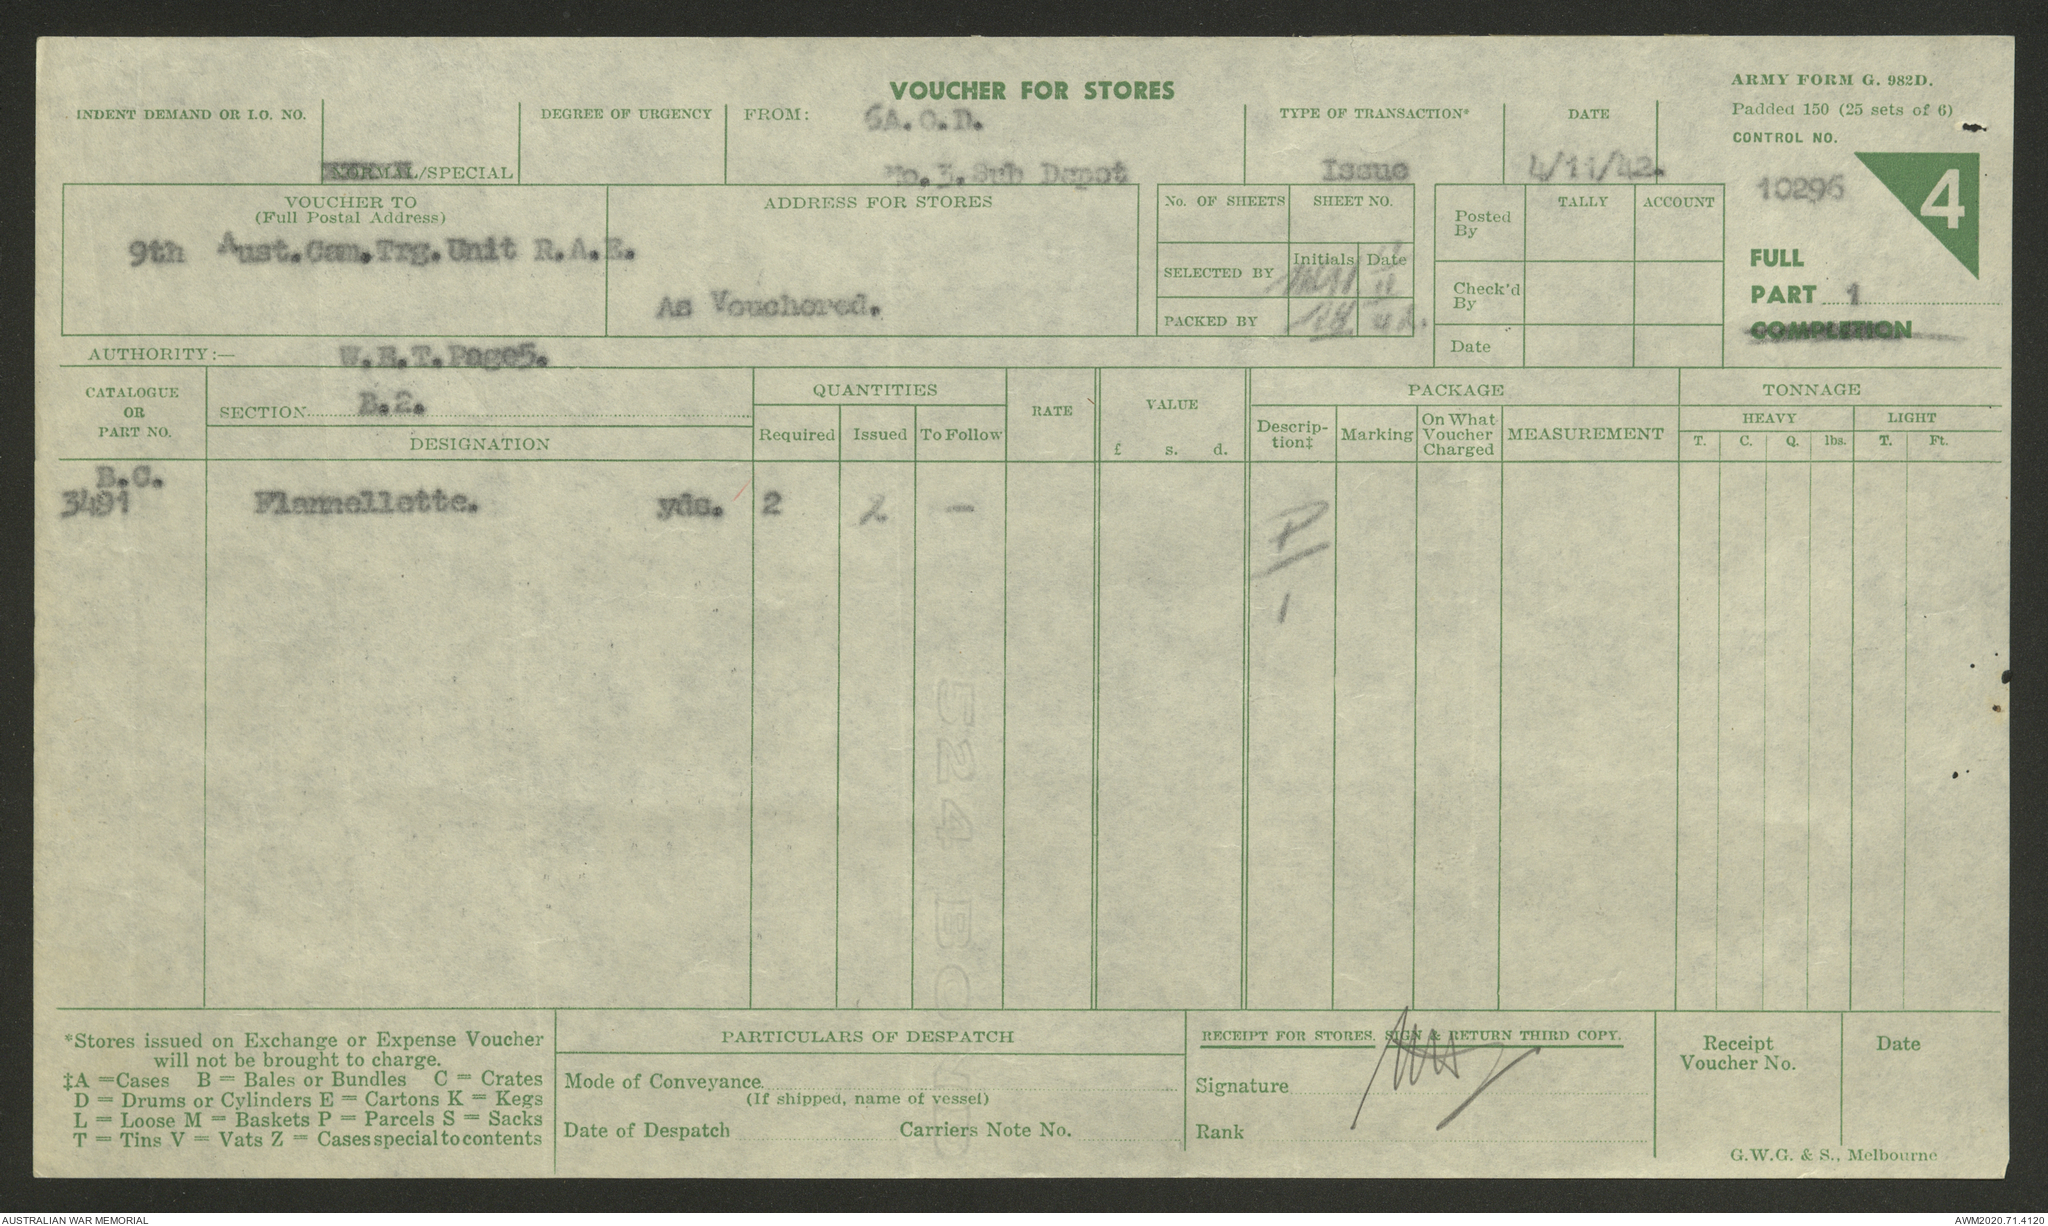 VOUCHER FOR STORES
ARMY FORM G. 982D.
Padded 150 (25 sets of 6)
CONTROL NO.
10296
4
INDENT DEMAND OR I.O. NO.
NORMAL/SPECIAL
DEGREE OF URGENCY
FROM: 6A.O.D.
No.3.Sub Depot
TYPE OF TRANSACTION*
Issue
DATE
4/11/42.
VOUCHER TO
(Full Postal Address)
9th Aust.Cam.Trg.Unit R.A.E.
ADDRESS FOR STORES
As Vouchored.
No. OF SHEETS SHEET NO.
Initials Date
SELECTED BY
PACKED BY
TALLY ACCOUNT
Posted
By
Check'd
By
Date
FULL
PART 1
COMPLETION
AUTHORITY:— W.E.T.Page5.
CATALOGUE
OR
PART NO.
SECTION B.2.
DESIGNATION
QUANTITIES
Required Issued To Follow
RATE
VALUE
£ s. d.
PACKAGE
Descrip-
tion‡
Marking
On What
Voucher
Charged
MEASUREMENT
TONNAGE
HEAVY LIGHT
T. C. Q. lbs. T. Ft.
B.C.
3491 Flannellette. yds. 2 2 —
P
1
524 BOMB
*Stores issued on Exchange or Expense Voucher
will not be brought to charge.
‡A =Cases B = Bales or Bundles C = Crates
D = Drums or Cylinders E = Cartons K = Kegs
L = Loose M = Baskets P = Parcels S = Sacks
T = Tins V = Vats Z = Cases special to contents
PARTICULARS OF DESPATCH
Mode of Conveyance
(If shipped, name of vessel)
Date of Despatch Carriers Note No.
RECEIPT FOR STORES. SIGN & RETURN THIRD COPY.
Signature
Rank
Receipt
Voucher No.
Date
G.W.G. & S., Melbourne
AUSTRALIAN WAR MEMORIAL
AWM2020.71.4120